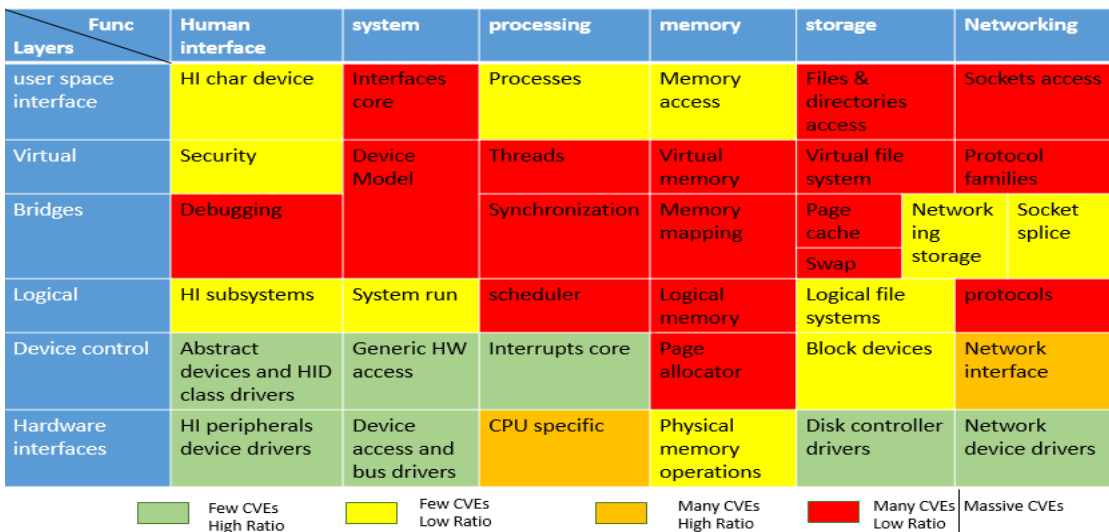 Func
Layers
Human
interface
system
processing
memory
storage
Networking
user space
interface
HI char device
Interfaces
core
Processes
Memory
access
Files &
directories
access
Sockets access
Virtual
Security
Device
Model
Threads
Virtual
memory
Virtual file
system
Protocol
families
Bridges
Debugging
Synchronization
Memory
mapping
Page
cache
Swap
Network
ing
storage
Socket
splice
Logical
HI subsystems
System run
scheduler
Logical
memory
Logical file
systems
protocols
Device control
Abstract
devices and HID
class drivers
Generic HW
access
Interrupts core
Page
allocator
Block devices
Network
interface
Hardware
interfaces
HI peripherals
device drivers
Device
access and
bus drivers
CPU specific
Physical
memory
operations
Disk controller
drivers
Network
device drivers
Few CVEs
High Ratio
Few CVEs
Low Ratio
Many CVEs
High Ratio
Many CVEs
Low Ratio
Massive CVEs